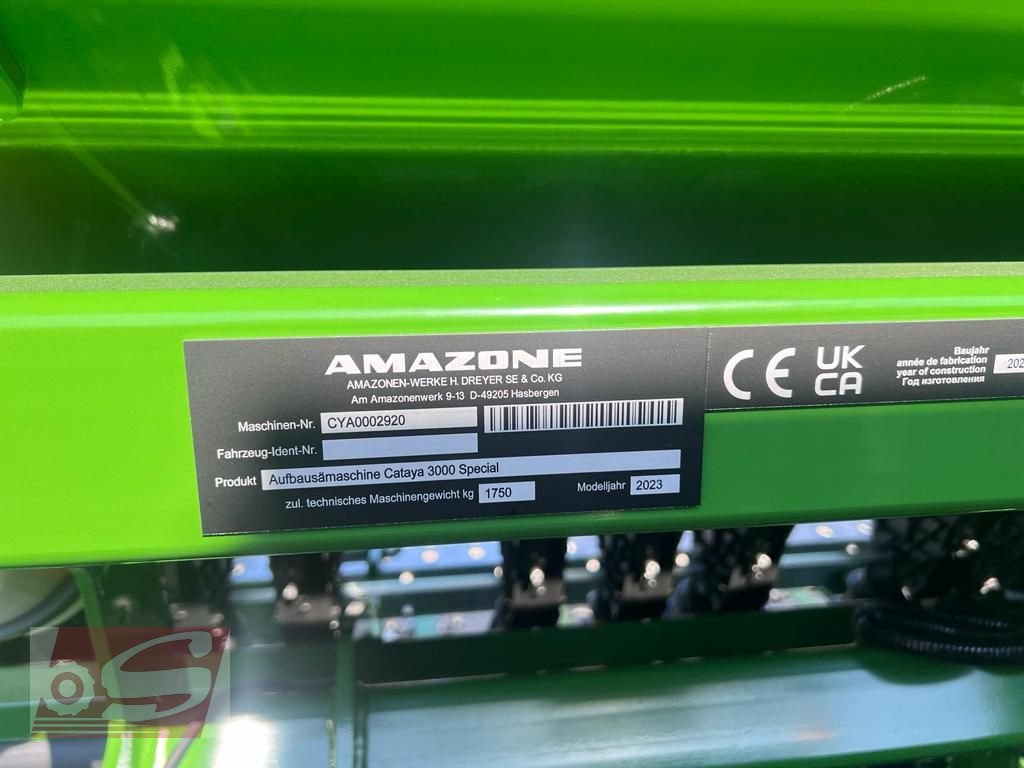 AMAZONE
AMAZONEN-WERKE H. DREYER SE & Co. KG
Am Amazonenwerk 9-13 D-49205 Hasbergen
Maschinen-Nr. CYA0002920
Fahrzeug-Ident-Nr.
Produkt Aufbausämaschine Cataya 3000 Special
zul. technisches Maschinengewicht kg 1750 Modelljahr 2023
CE UK CA
Baujahr
année de fabrication
year of construction
Год изготовления
S